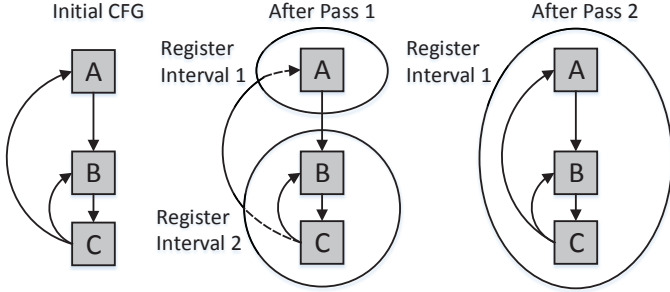 Initial CFG
A
B
C
After Pass 1
Register
Interval 1
A
B
Register
Interval 2
C
After Pass 2
Register
Interval 1
A
B
C